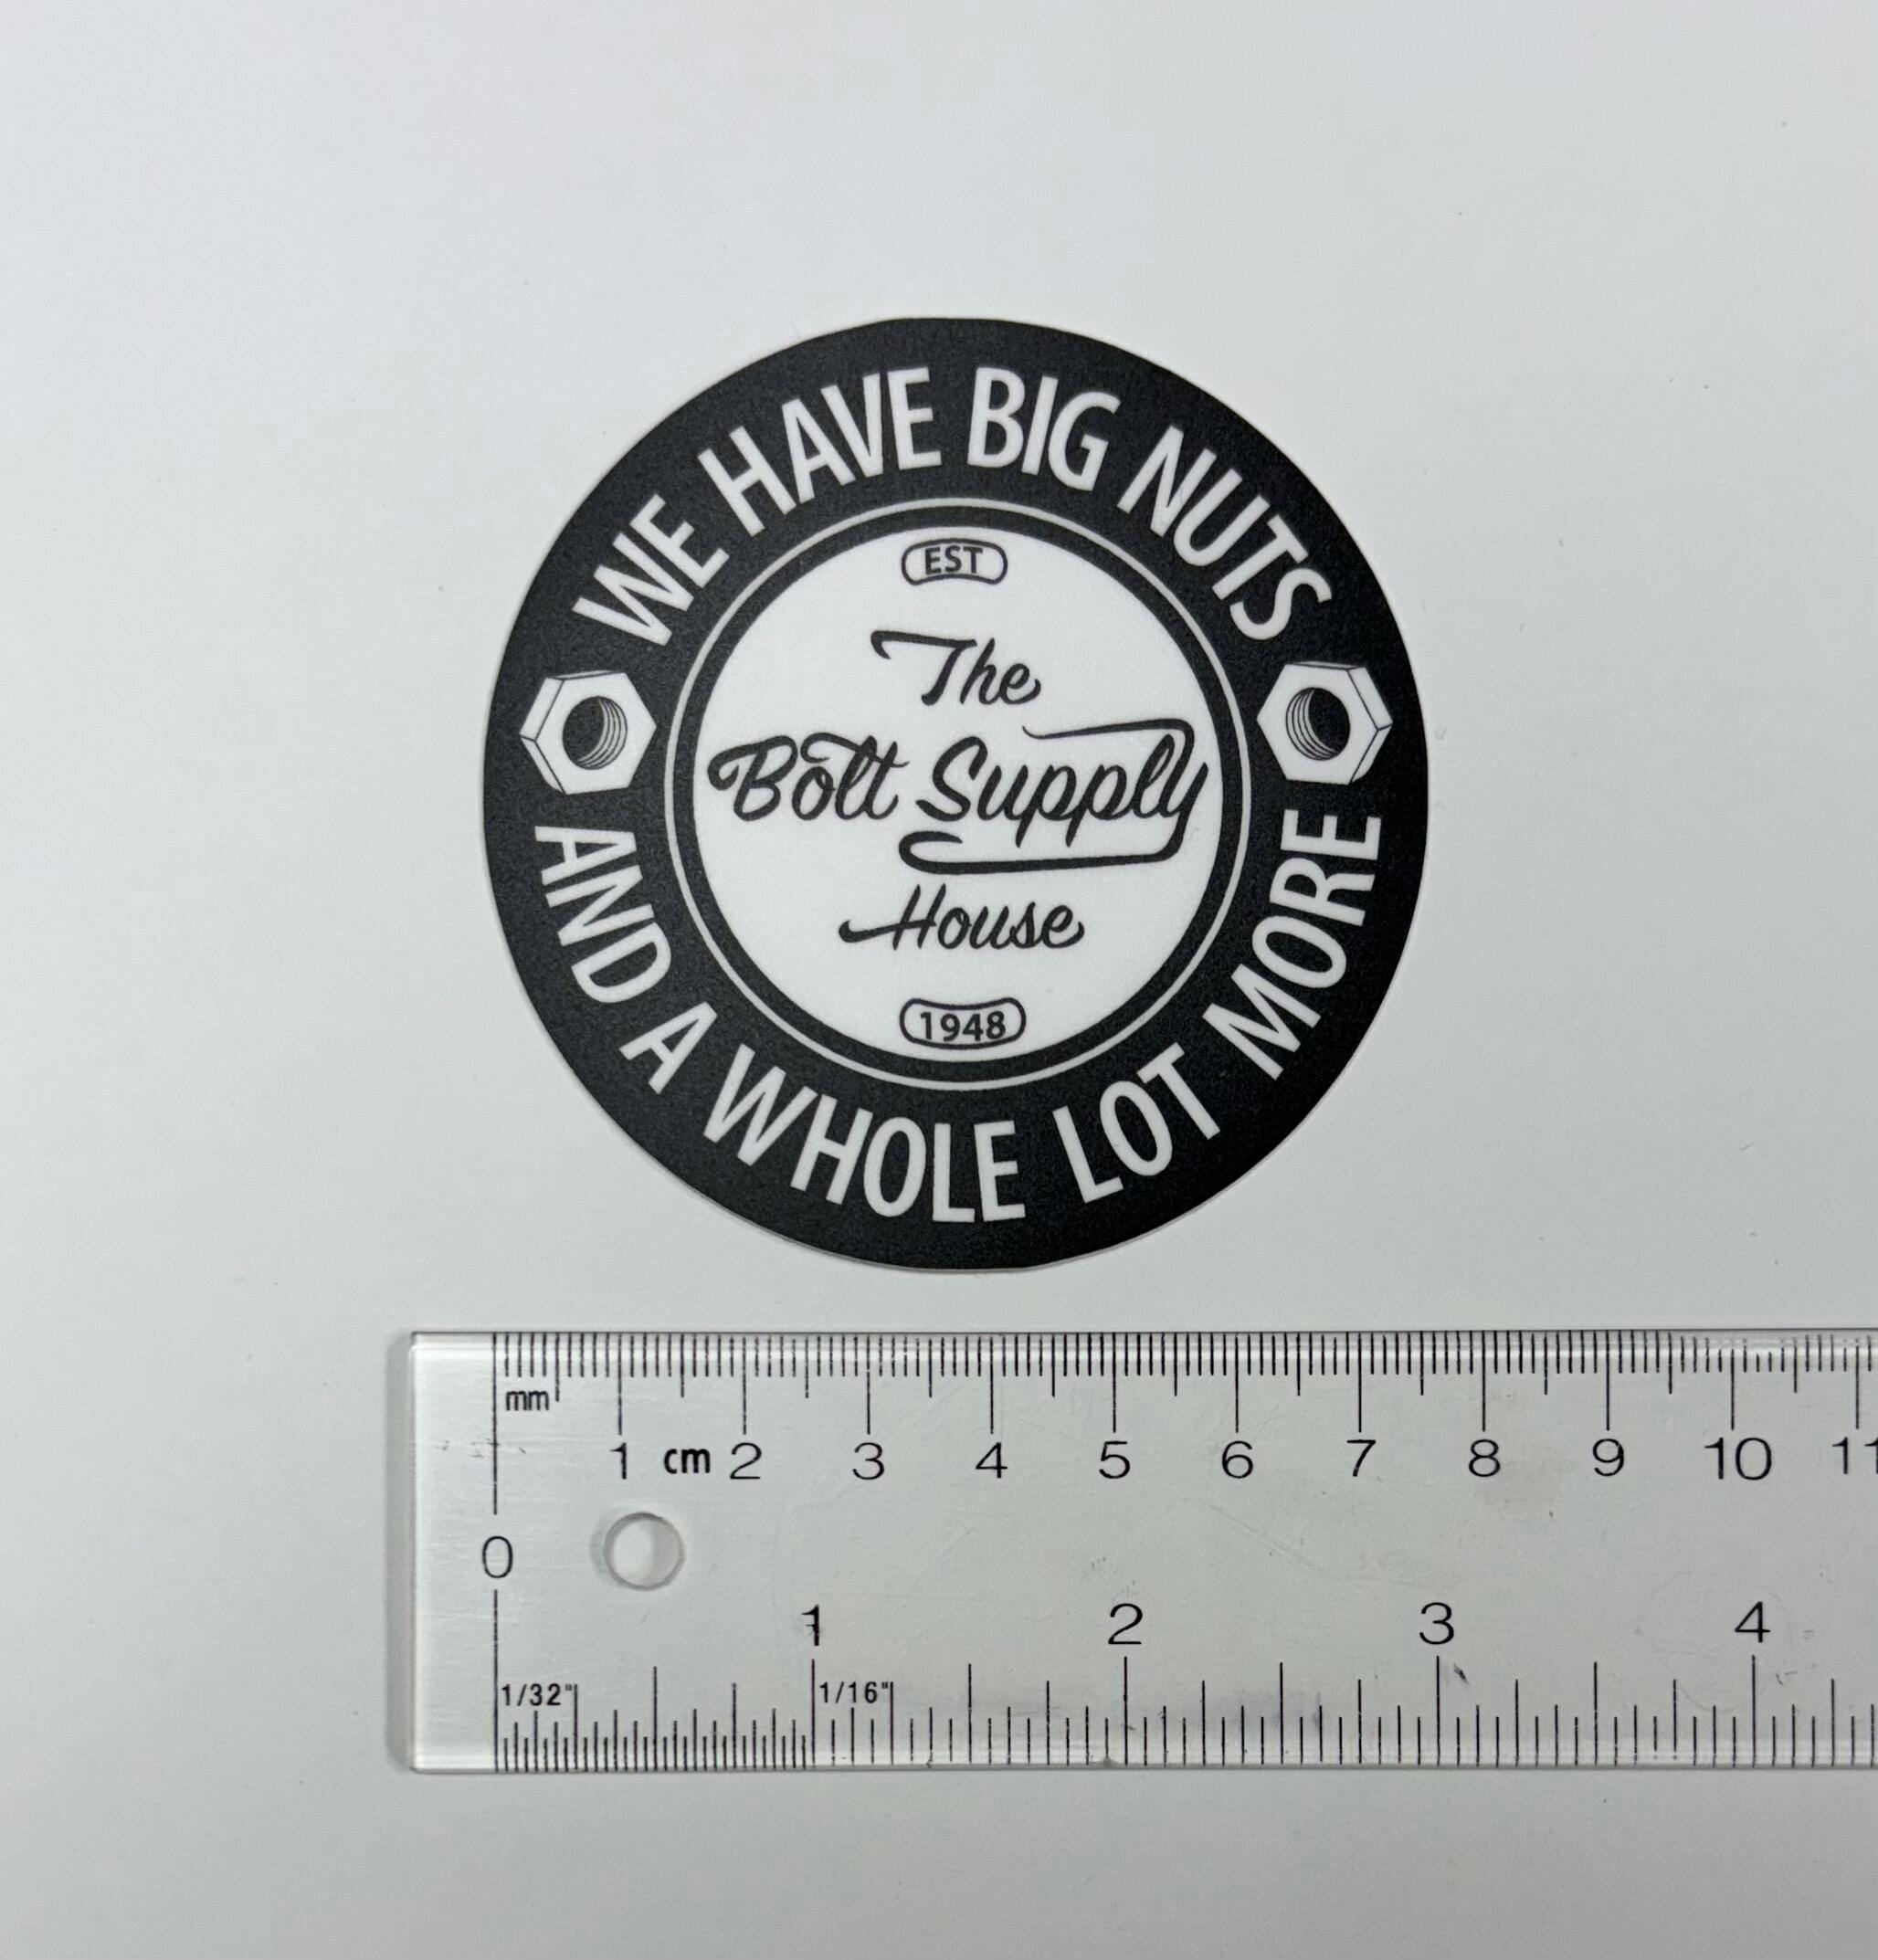 WE HAVE BIG NUTS
EST
The
Bolt Supply
House
1948
AND A WHOLE LOT MORE
mm
1 cm 2 3 4 5 6 7 8 9 10 11
0
1 2 3 4
1/32" 1/16"